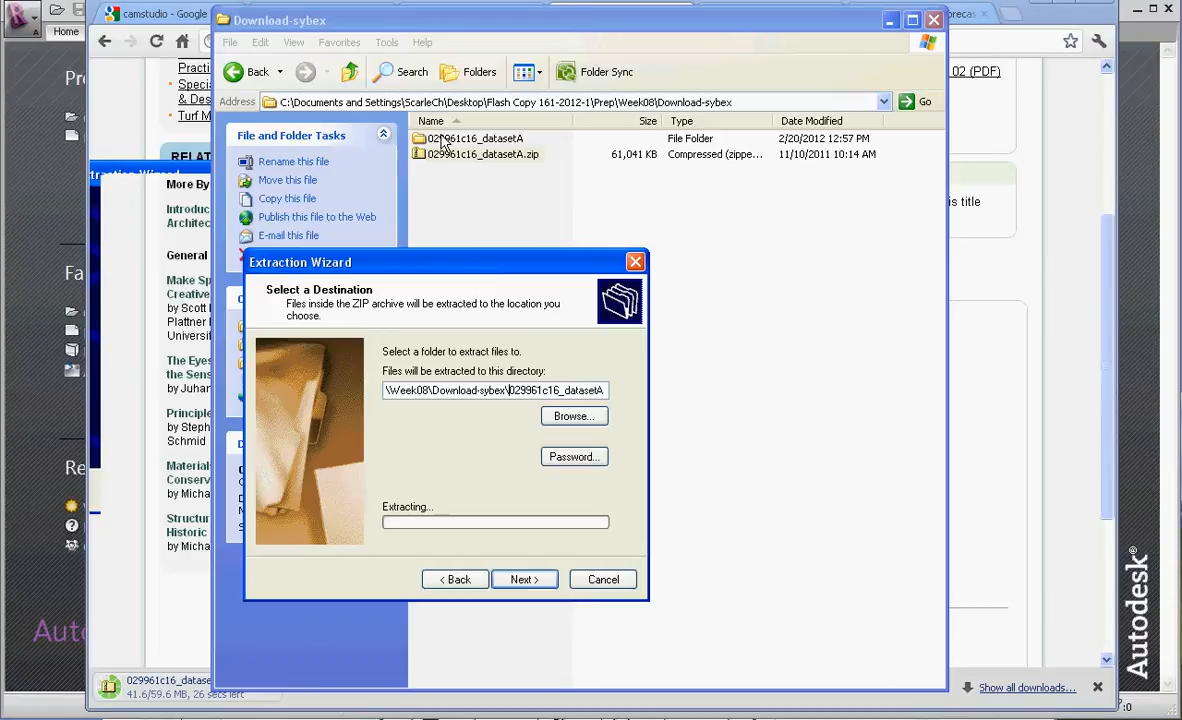 camstudio - Google
Download-sybex
precas
Home
File Edit View Favorites Tools Help
Back
Search
Folders
Folder Sync
Address
C:\Documents and Settings\ScarleCh\Desktop\Flash Copy 161-2012-1\Prep\Week08\Download-sybex
Go
Name Size Type Date Modified
029961c16_datasetA File Folder 2/20/2012 12:57 PM
029961c16_datasetA.zip 61,041 KB Compressed (zippe... 11/10/2011 10:14 AM
File and Folder Tasks
Rename this file
Move this file
Copy this file
Publish this file to the Web
E-mail this file
Practi
Speci
& Des
Turf M
02 (PDF)
RELAT
traction Wizard
More By
Introduc
Architec
General
Make Sp
Creative
by Scott
Plattner
Universit
The Eyes
the Sens
by Juhan
Principle
by Steph
Schmid
Material
Conserv
by Micha
Structur
Historic
by Micha
is title
Extraction Wizard
Select a Destination
Files inside the ZIP archive will be extracted to the location you
choose.
Select a folder to extract files to.
Files will be extracted to this directory:
\Week08\Download-sybex\029961c16_datasetA
Browse...
Password...
Extracting...
< Back
Next >
Cancel
Pr
Fa
Re
Auto
Autodesk
029961c16_datase
41.6/59.6 MB, 26 secs left
Show all downloads...
:0